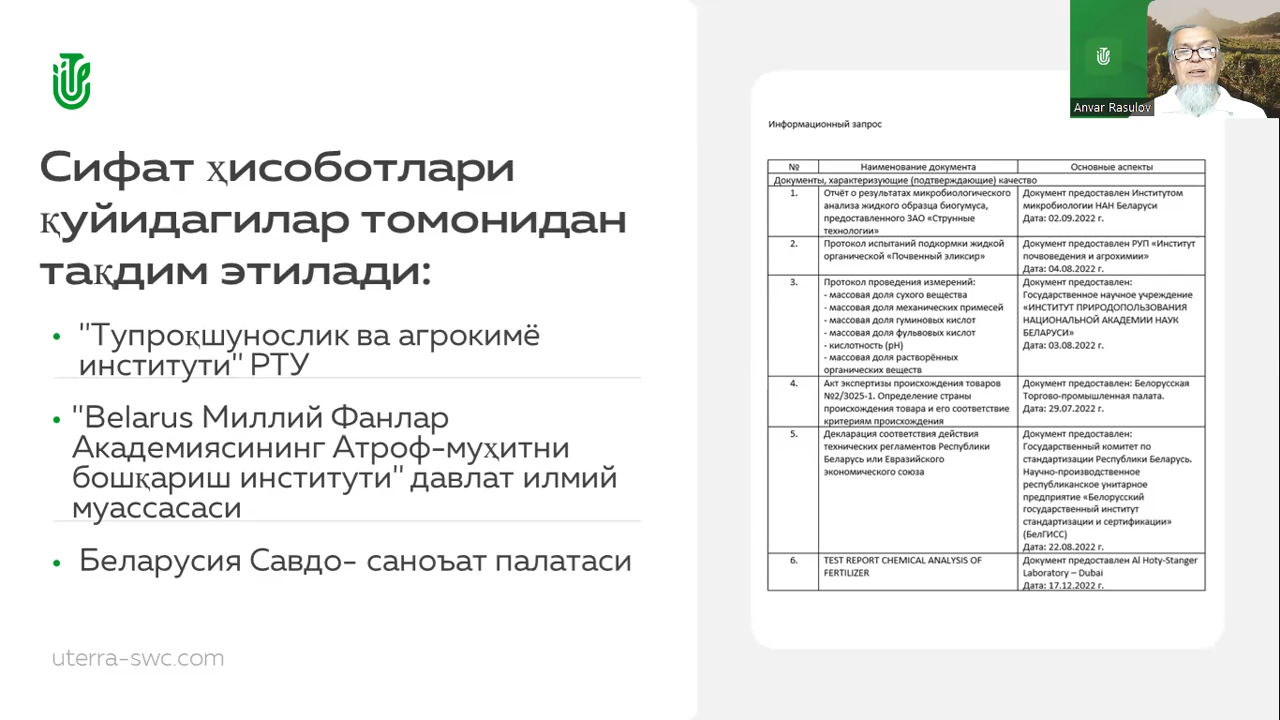 Сифат ҳисоботлари
қуйидагилар томонидан
тақдим этилади:
• "Тупроқшунослик ва агрокимё
институти" РТУ
• "Belarus Миллий Фанлар
Академиясининг Атроф-муҳитни
бошқариш институти" давлат илмий
муассасаси
• Беларусия Савдо- саноъат палатаси
uterra-swc.com
Anvar Rasulov
Информационный запрос
№ Наименование документа Основные аспекты
Документы, характеризующие (подтверждающие) качество
1. Отчёт о результатах микробиологического
анализа жидкого образца биогумуса,
предоставленного ЗАО «Струнные
технологии»
Документ предоставлен Институтом
микробиологии НАН Беларуси
Дата: 02.09.2022 г.
2. Протокол испытаний подкормки жидкой
органической «Почвенный эликсир»
Документ предоставлен РУП «Институт
почвоведения и агрохимии»
Дата: 04.08.2022 г.
3. Протокол проведения измерений:
- массовая доля сухого вещества
- массовая доля механических примесей
- массовая доля гуминовых кислот
- массовая доля фульвовых кислот
- кислотность (pH)
- массовая доля растворённых
органических веществ
Документ предоставлен:
Государственное научное учреждение
«ИНСТИТУТ ПРИРОДОПОЛЬЗОВАНИЯ
НАЦИОНАЛЬНОЙ АКАДЕМИИ НАУК
БЕЛАРУСИ»
Дата: 03.08.2022 г.
4. Акт экспертизы происхождения товаров
№2/3025-1. Определение страны
происхождения товара и его соответствие
критериям происхождения
Документ предоставлен: Белорусская
Торгово-промышленная палата.
Дата: 29.07.2022 г.
5. Декларация соответствия действия
технических регламентов Республики
Беларусь или Евразийского
экономического союза
Документ предоставлен:
Государственный комитет по
стандартизации Республики Беларусь.
Научно-производственное
республиканское унитарное
предприятие «Белорусский
государственный институт
стандартизации и сертификации»
(БелГИСС)
Дата: 22.08.2022 г.
6. TEST REPORT CHEMICAL ANALYSIS OF
FERTILIZER
Документ предоставлен Al Hoty-Stanger
Laboratory – Dubai
Дата: 17.12.2022 г.